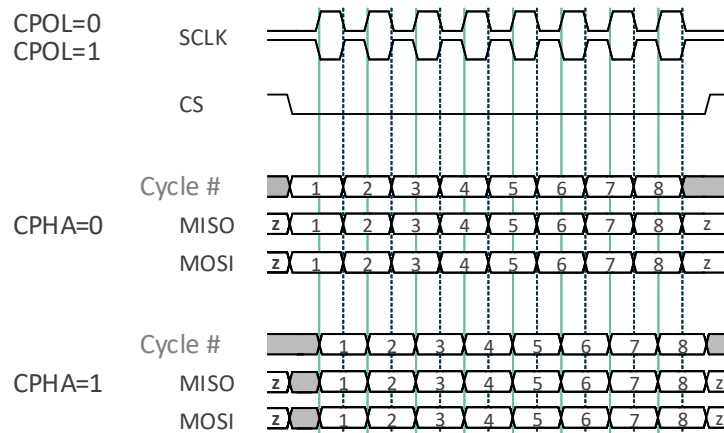 CPOL=0
CPOL=1
SCLK
CS
Cycle # 1 2 3 4 5 6 7 8
CPHA=0 MISO z 1 2 3 4 5 6 7 8 z
MOSI z 1 2 3 4 5 6 7 8 z
Cycle # 1 2 3 4 5 6 7 8
CPHA=1 MISO z 1 2 3 4 5 6 7 8 z
MOSI z 1 2 3 4 5 6 7 8 z